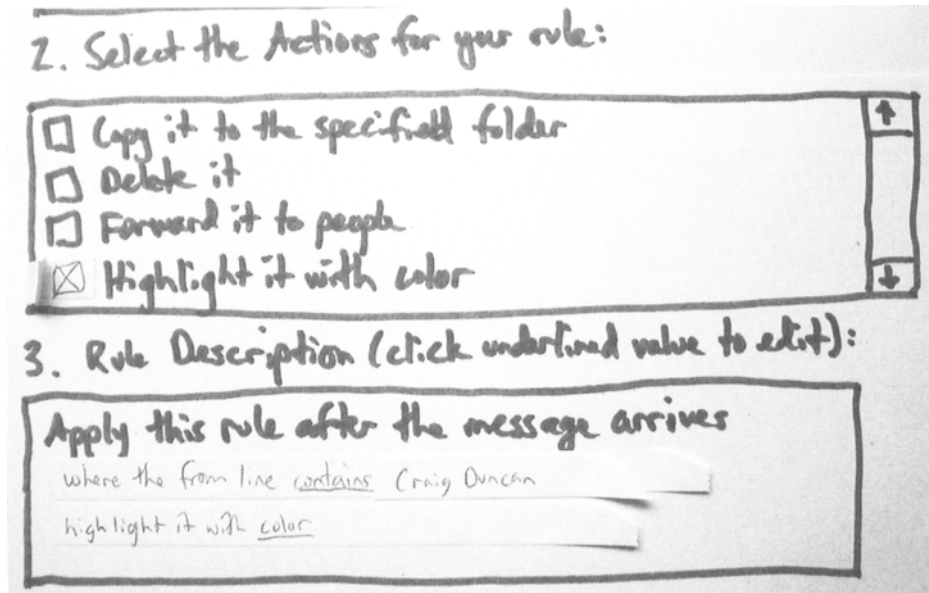 2. Select the Actions for your rule:
Copy it to the specified folder
Delete it
Forward it to people
Highlight it with color
3. Rule Description (click underlined value to edit):
Apply this rule after the message arrives
where the from line contains Craig Duncan
highlight it with color